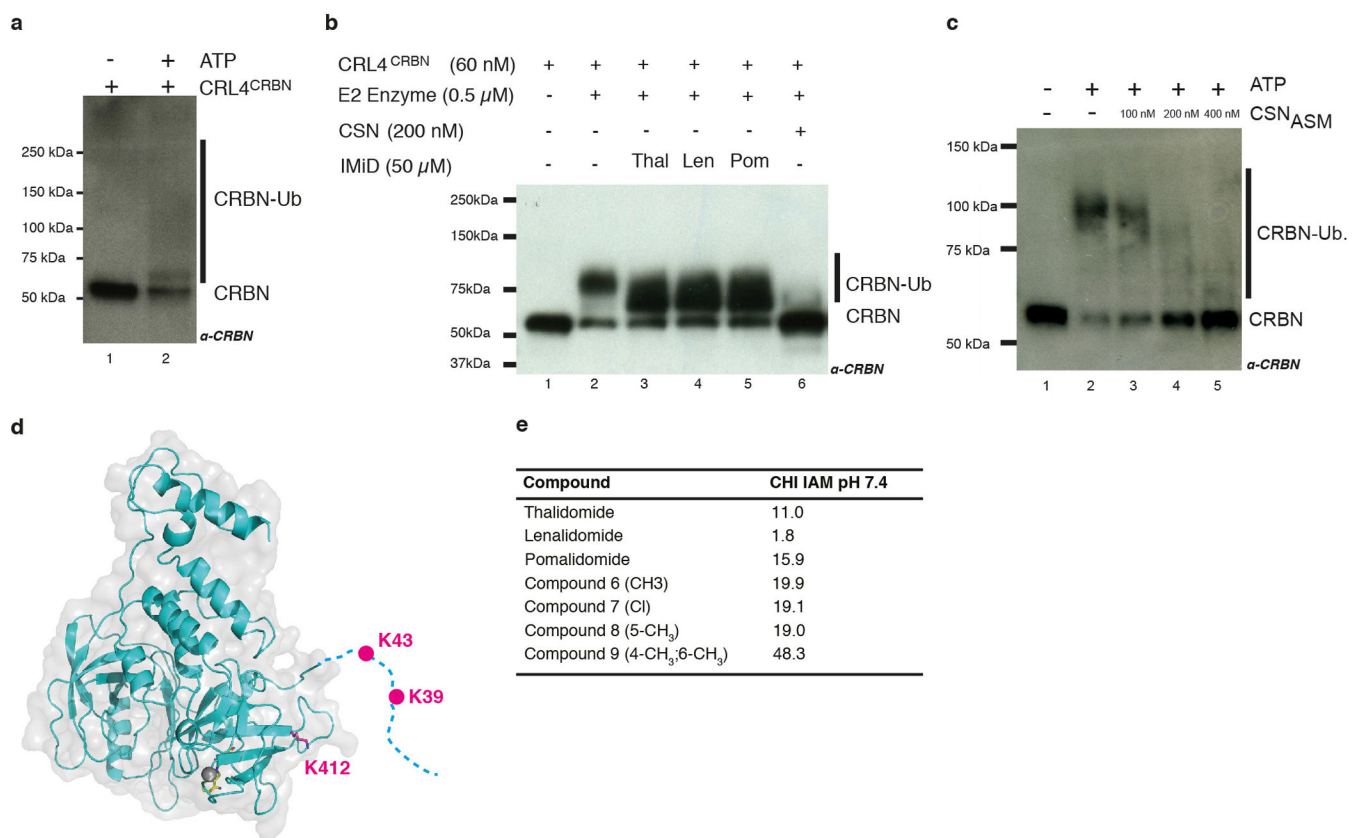 a
- + ATP
+ + CRL4CRBN
250 kDa
150 kDa
100 kDa
75 kDa
50 kDa
CRBN-Ub
CRBN
α-CRBN
1 2
b
CRL4CRBN (60 nM) + + + + + +
E2 Enzyme (0.5 µM) - + + + + +
CSN (200 nM) - - - - - +
IMiD (50 µM) - - Thal Len Pom -
250kDa
150kDa
75kDa
50kDa
37kDa
CRBN-Ub
CRBN
α-CRBN
1 2 3 4 5 6
c
- + + + + ATP
- - 100 nM 200 nM 400 nM CSNASM
150 kDa
100 kDa
75 kDa
50 kDa
CRBN-Ub.
CRBN
α-CRBN
1 2 3 4 5
d
K43
K39
K412
e
Compound CHI IAM pH 7.4
Thalidomide 11.0
Lenalidomide 1.8
Pomalidomide 15.9
Compound 6 (CH3) 19.9
Compound 7 (Cl) 19.1
Compound 8 (5-CH₃) 19.0
Compound 9 (4-CH₃;6-CH₃) 48.3